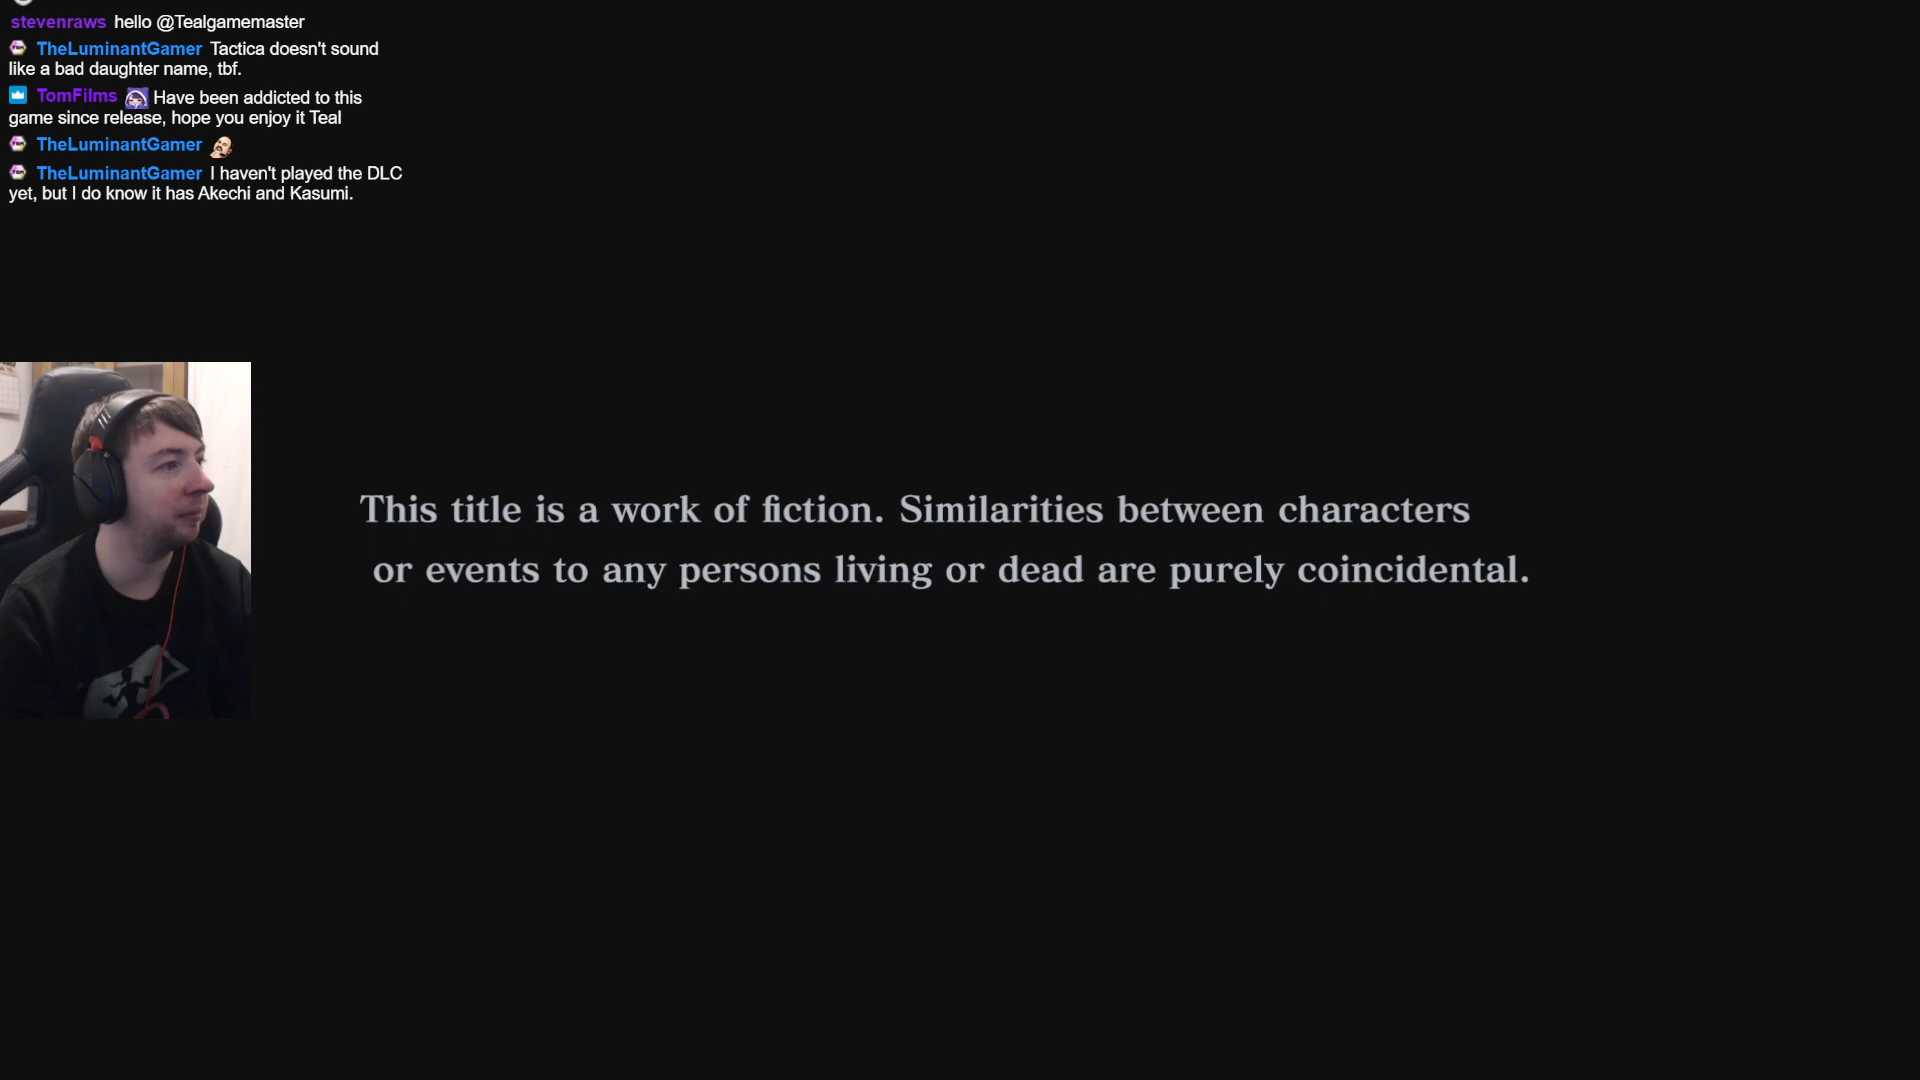 stevenraws hello @Tealgamemaster
TheLuminantGamer Tactica doesn't sound
like a bad daughter name, tbf.
TomFilms Have been addicted to this
game since release, hope you enjoy it Teal
TheLuminantGamer
TheLuminantGamer I haven't played the DLC
yet, but I do know it has Akechi and Kasumi.
This title is a work of fiction. Similarities between characters
or events to any persons living or dead are purely coincidental.